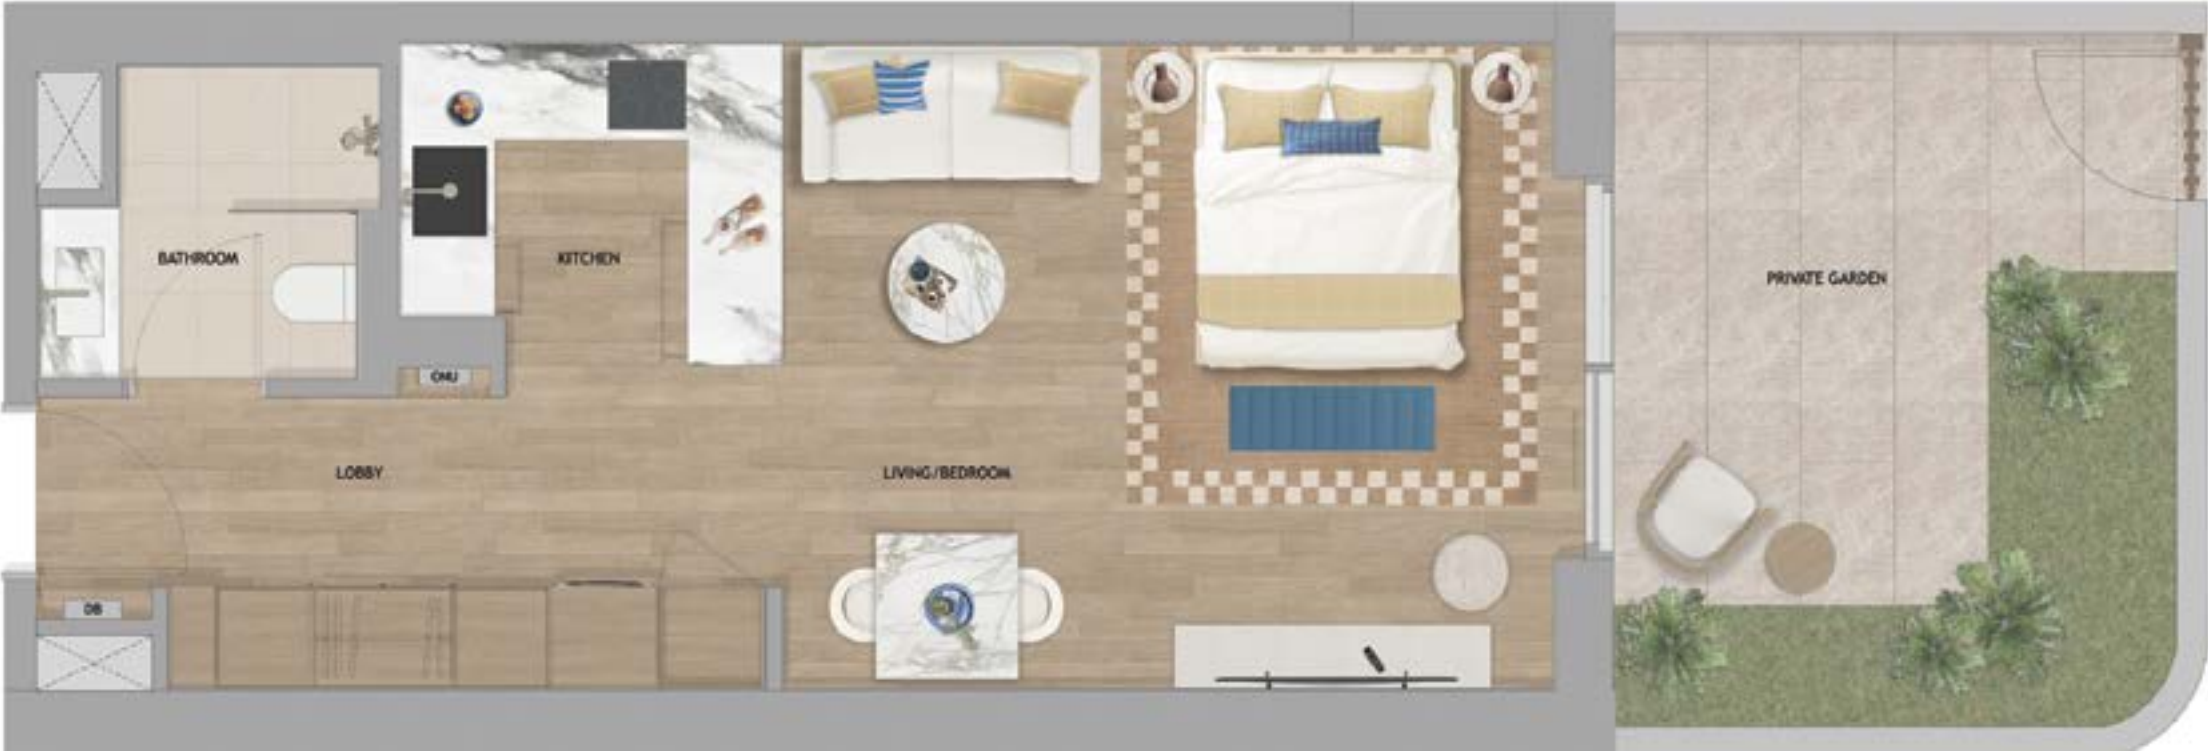 BATHROOM
KITCHEN
PRIVATE GARDEN
ONU
LOBBY
LIVING/BEDROOM
DB